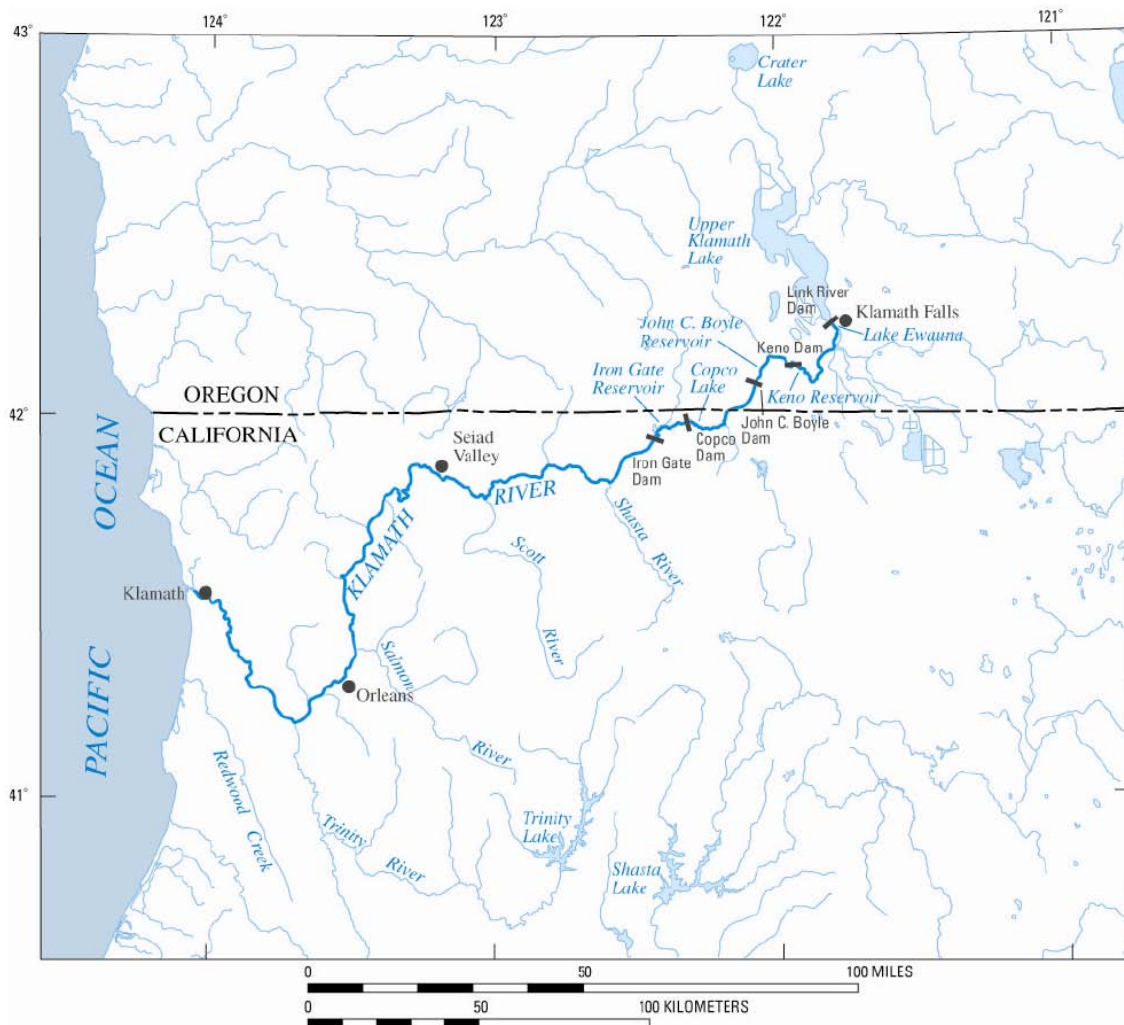 124°
123°
122°
121°
43°
Crater
Lake
Upper
Klamath
Lake
Link River
Dam
Klamath Falls
Lake Ewauna
John C. Boyle
Reservoir
Keno Dam
Iron Gate
Reservoir
Copco
Lake
Keno Reservoir
OREGON
42°
CALIFORNIA
John C. Boyle
Dam
Copco
Dam
Iron Gate
Dam
Seiad
Valley
RIVER
KLAMATH
Shasta
River
Scott
River
PACIFIC OCEAN
Klamath
Salmon
River
Orleans
Redwood
Creek
41°
Trinity
River
Trinity
Lake
Shasta
Lake
0 50 100 MILES
0 50 100 KILOMETERS